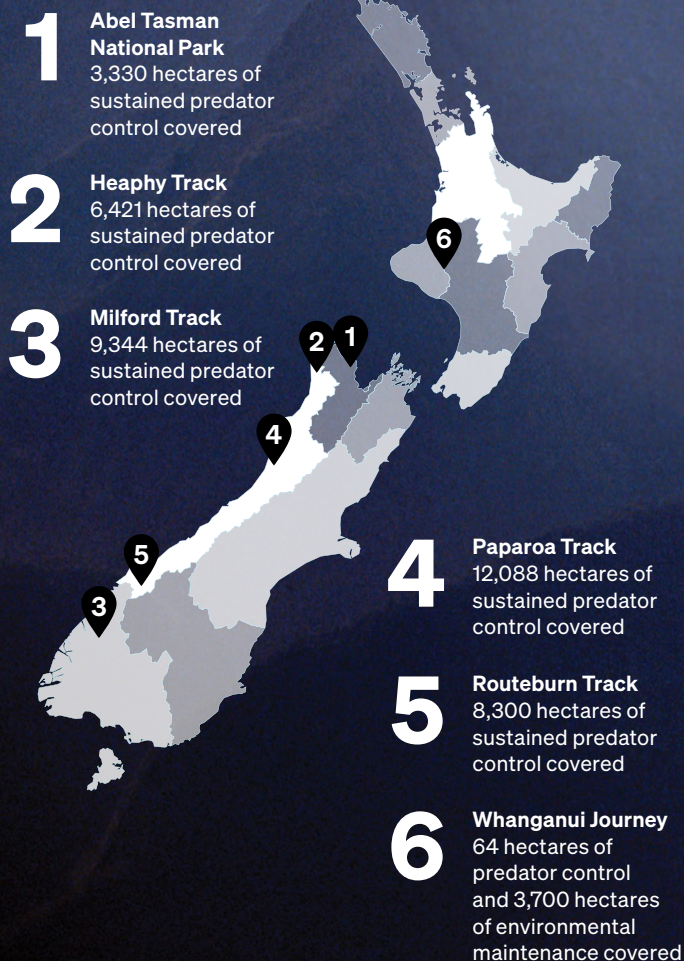 1
Abel Tasman
National Park
3,330 hectares of
sustained predator
control covered
2
Heaphy Track
6,421 hectares of
sustained predator
control covered
3
Milford Track
9,344 hectares of
sustained predator
control covered
6
2
1
4
5
3
4
Paparoa Track
12,088 hectares of
sustained predator
control covered
5
Routeburn Track
8,300 hectares of
sustained predator
control covered
6
Whanganui Journey
64 hectares of
predator control
and 3,700 hectares
of environmental
maintenance covered